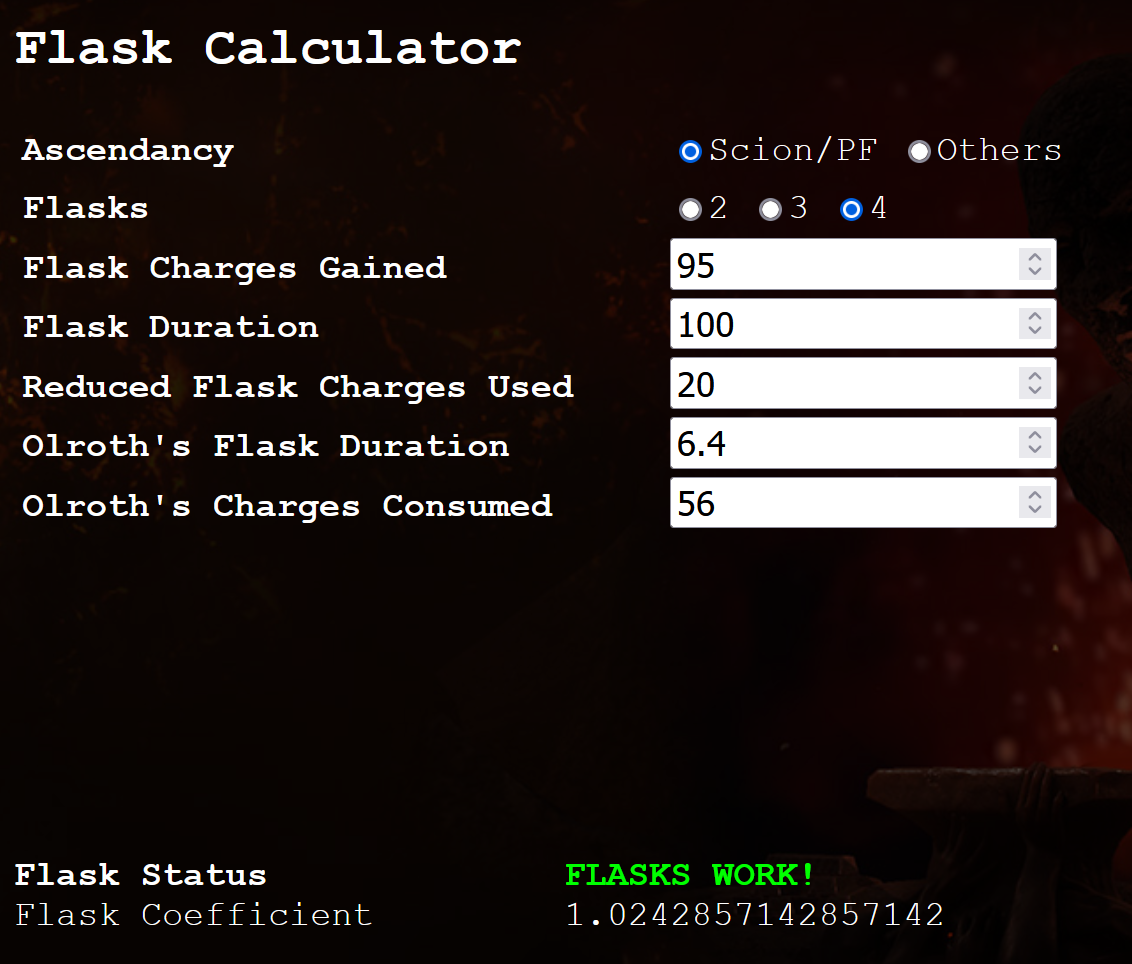 Flask Calculator
Ascendancy Scion/PF Others
Flasks 2 3 4
Flask Charges Gained 95
Flask Duration 100
Reduced Flask Charges Used 20
Olroth's Flask Duration 6.4
Olroth's Charges Consumed 56
Flask Status FLASKS WORK!
Flask Coefficient 1.0242857142857142